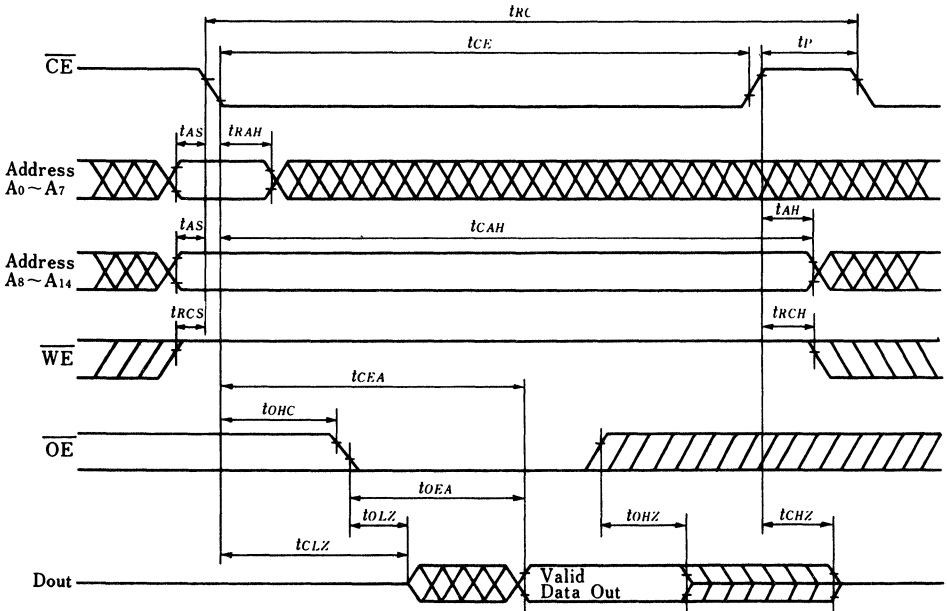 tRC
tCE
tP
CE
tAS
tRAH
Address
A0~A7
tAH
tAS
tCAH
Address
A8~A14
tRCS
tRCH
WE
tCEA
tOHC
OE
tOEA
tOLZ
tOHZ
tCHZ
tCLZ
Dout
Valid
Data Out